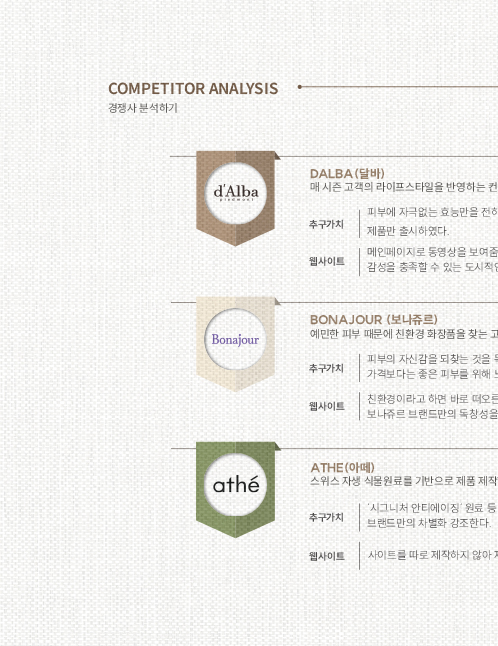 COMPETITOR ANALYSIS
경쟁사 분석하기
d'Alba
piedmont
DALBA(달바)
매 시즌 고객의 라이프스타일을 반영하는 컨
추구가치
피부에 자극없는 효능만을 전하
제품만 출시하였다.
웹사이트
메인페이지로 동영상을 보여줌
감성을 충족할 수 있는 도시적인
Bonajour
BONAJOUR (보나쥬르)
예민한 피부 때문에 친환경 화장품을 찾는 고
추구가치
피부의 자신감을 되찾는 것을 목
가격보다는 좋은 피부를 위해 노
웹사이트
친환경이라고 하면 바로 떠오른
보나쥬르 브랜드만의 독창성을
athé
ATHE(아떼)
스위스 자생 식물원료를 기반으로 제품 제작
추구가치
'시그니처 안티에이징' 원료 등
브랜드만의 차별화 강조한다.
웹사이트
사이트를 따로 제작하지 않아